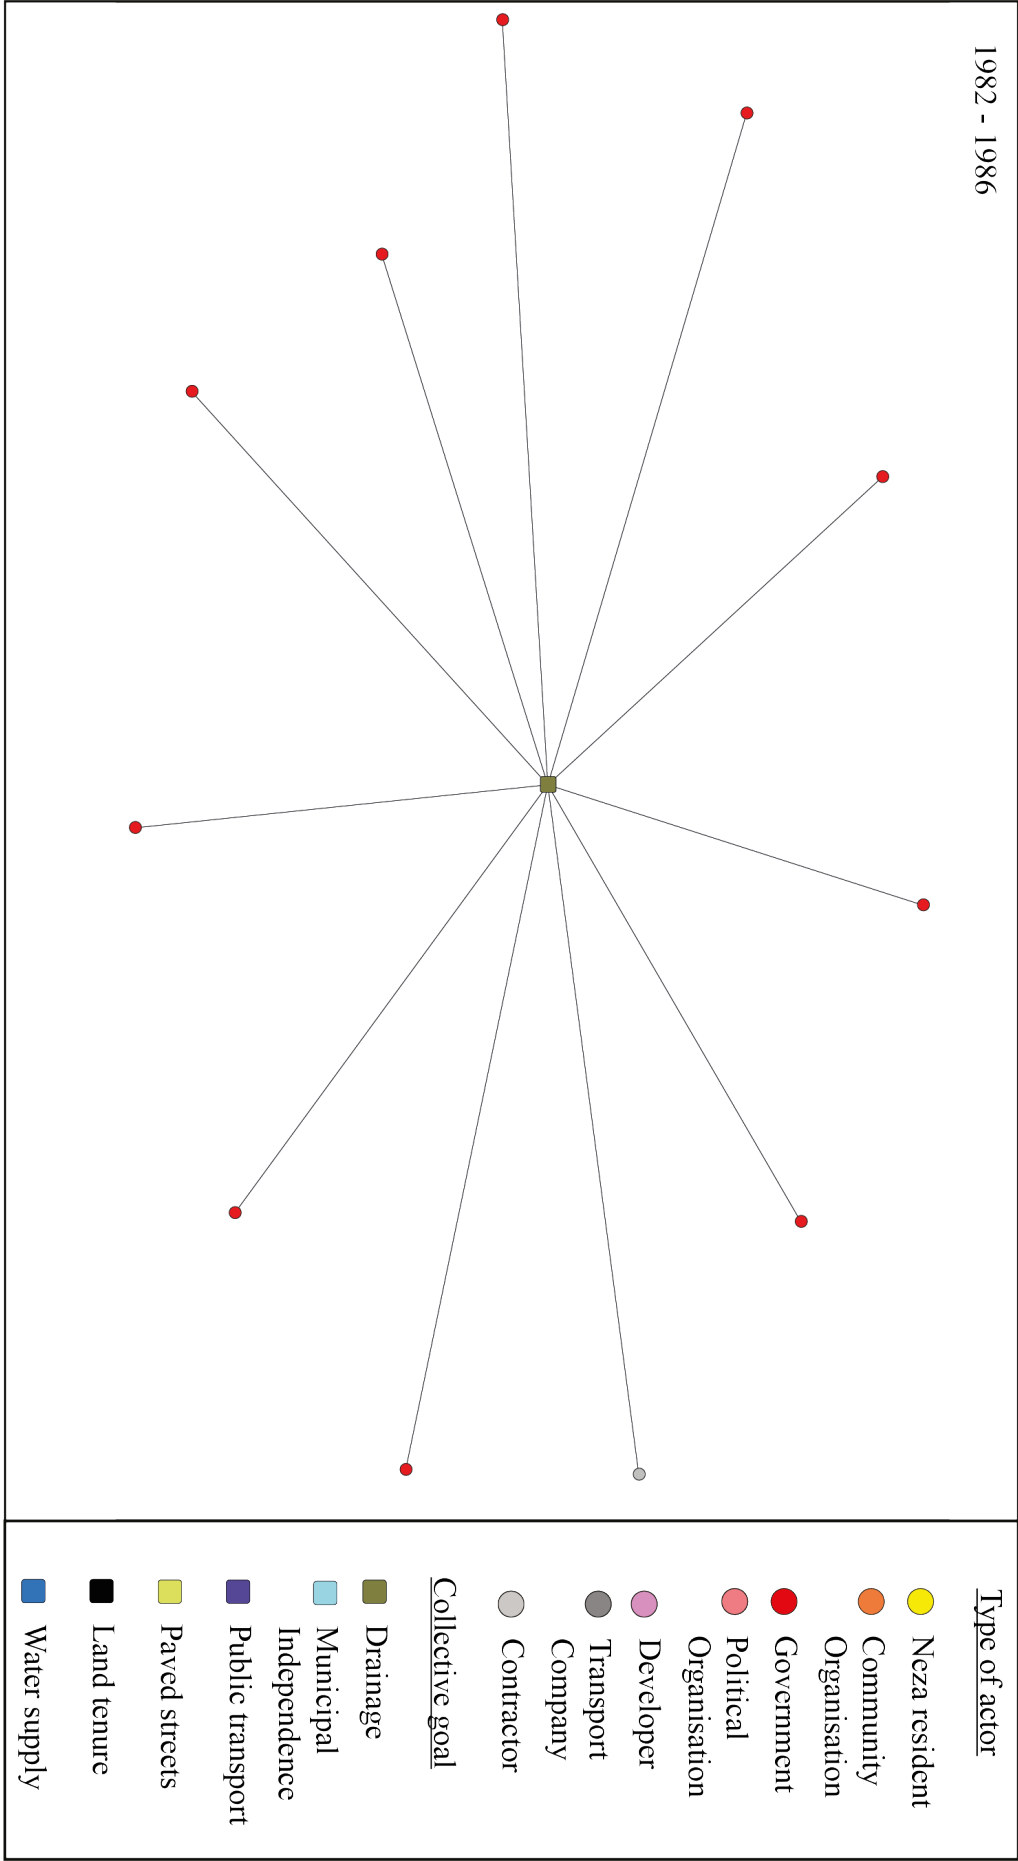 1982 - 1986
Type of actor
Neza resident
Community
Organisation
Government
Political
Organisation
Developer
Transport
Company
Contractor
Collective goal
Drainage
Municipal
Independence
Public transport
Paved streets
Land tenure
Water supply